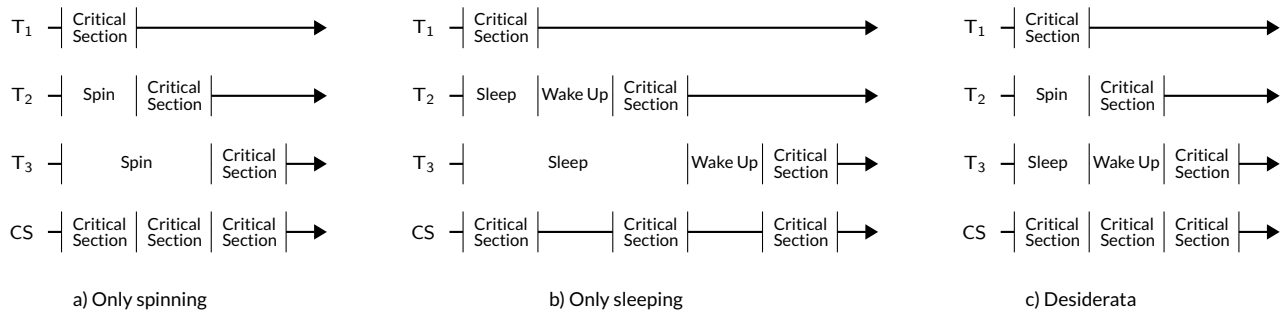 T1 Critical Section
T2 Spin Critical Section
T3 Spin Critical Section
CS Critical Section Critical Section Critical Section
a) Only spinning
T1 Critical Section
T2 Sleep Wake Up Critical Section
T3 Sleep Wake Up Critical Section
CS Critical Section Critical Section Critical Section
b) Only sleeping
T1 Critical Section
T2 Spin Critical Section
T3 Sleep Wake Up Critical Section
CS Critical Section Critical Section Critical Section
c) Desiderata